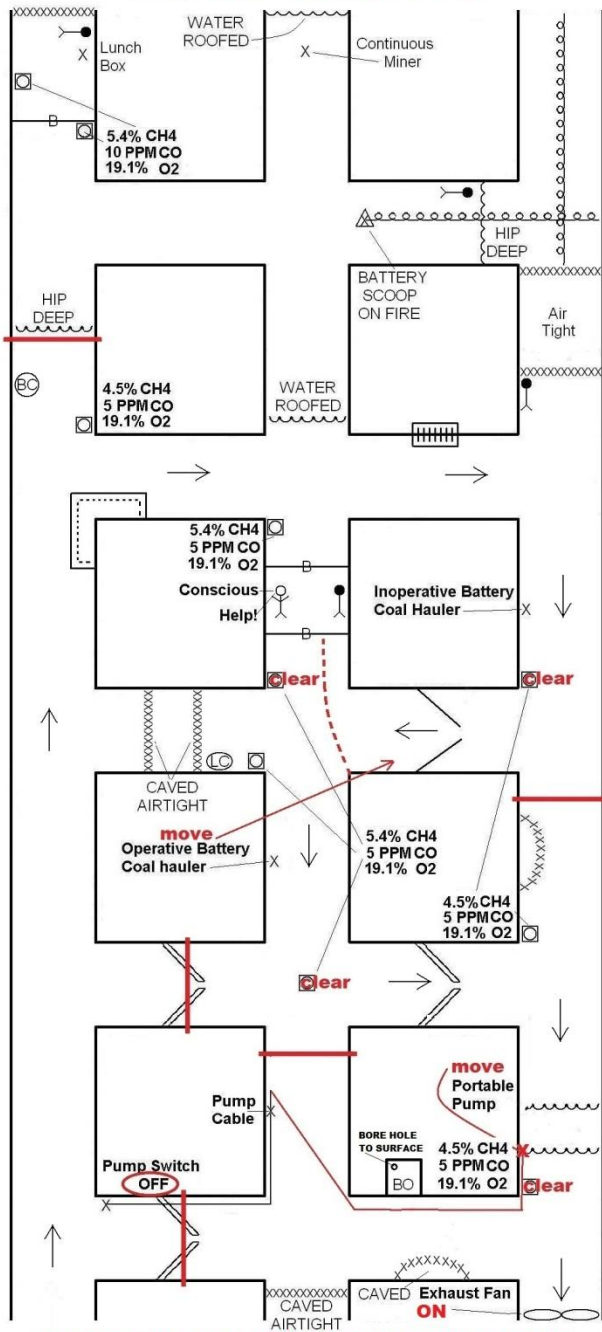 WATER
ROOFED
Lunch
Box
X
X
Continuous
Miner
B
5.4% CH4
10 PPM CO
19.1% O2
HIP
DEEP
HIP
DEEP
BATTERY
SCOOP
ON FIRE
Air
Tight
BC
4.5% CH4
5 PPM CO
19.1% O2
WATER
ROOFED
5.4% CH4
5 PPM CO
19.1% O2
B
Conscious
Help!
B
Inoperative Battery
Coal Hauler
X
clear
clear
LC
CAVED
AIRTIGHT
move
Operative Battery
Coal hauler
X
5.4% CH4
5 PPM CO
19.1% O2
4.5% CH4
5 PPM CO
19.1% O2
clear
Pump
Cable
X
move
Portable
Pump
X
BORE HOLE
TO SURFACE
BO
4.5% CH4
5 PPM CO
19.1% O2
clear
Pump Switch
OFF
X
CAVED
AIRTIGHT
CAVED
Exhaust Fan
ON